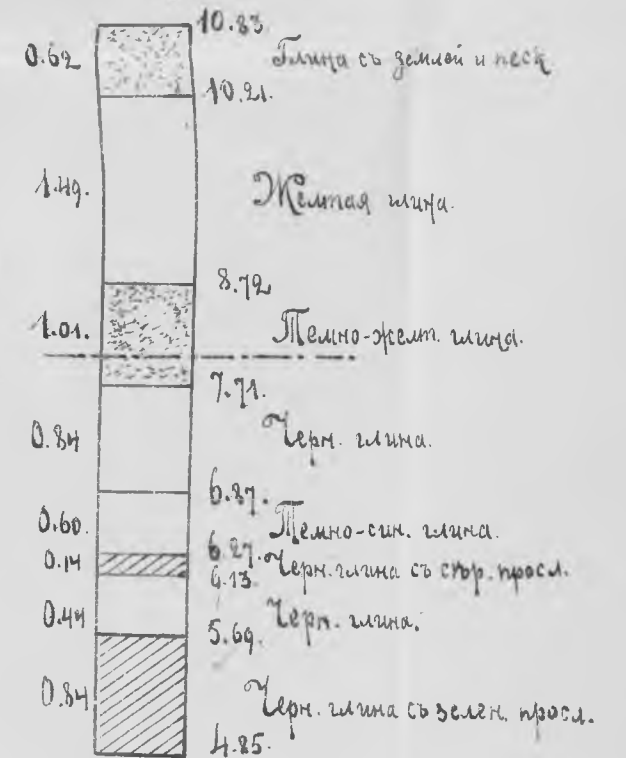 10.83
0.62 Глина съ землей и песк
10.21.
1.49. Желтая глина.
8.72
1.01. Темно-желт. глина.
7.71.
0.84 Черн. глина.
6.87.
0.60. Темно-син. глина.
6.27.
0.14 Черн. глина съ сѣр. просл.
6.13.
0.44 Черн. глина.
5.69.
0.84 Черн. глина съ зелен. просл.
4.85.